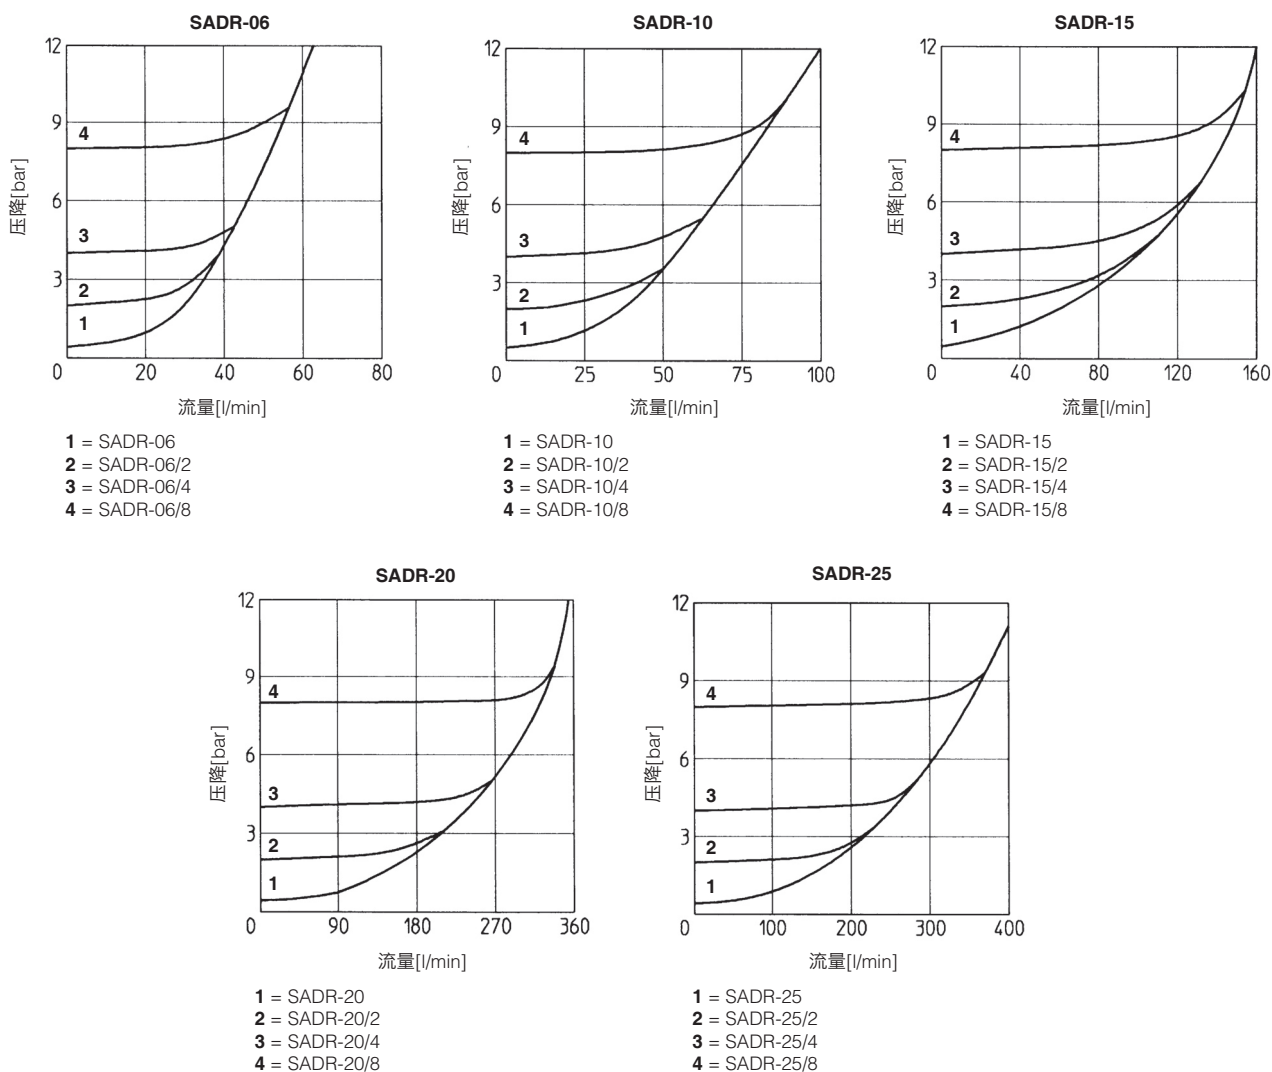 SADR-06
12
9
6
3
0
20
40
60
80
4
3
2
1
压降[bar]
流量[l/min]
1 = SADR-06
2 = SADR-06/2
3 = SADR-06/4
4 = SADR-06/8
SADR-10
12
9
6
3
0
25
50
75
100
4
3
2
1
压降[bar]
流量[l/min]
1 = SADR-10
2 = SADR-10/2
3 = SADR-10/4
4 = SADR-10/8
SADR-15
12
9
6
3
0
40
80
120
160
4
3
2
1
压降[bar]
流量[l/min]
1 = SADR-15
2 = SADR-15/2
3 = SADR-15/4
4 = SADR-15/8
SADR-20
12
9
6
3
0
90
180
270
360
4
3
2
1
压降[bar]
流量[l/min]
1 = SADR-20
2 = SADR-20/2
3 = SADR-20/4
4 = SADR-20/8
SADR-25
12
9
6
3
0
100
200
300
400
4
3
2
1
压降[bar]
流量[l/min]
1 = SADR-25
2 = SADR-25/2
3 = SADR-25/4
4 = SADR-25/8